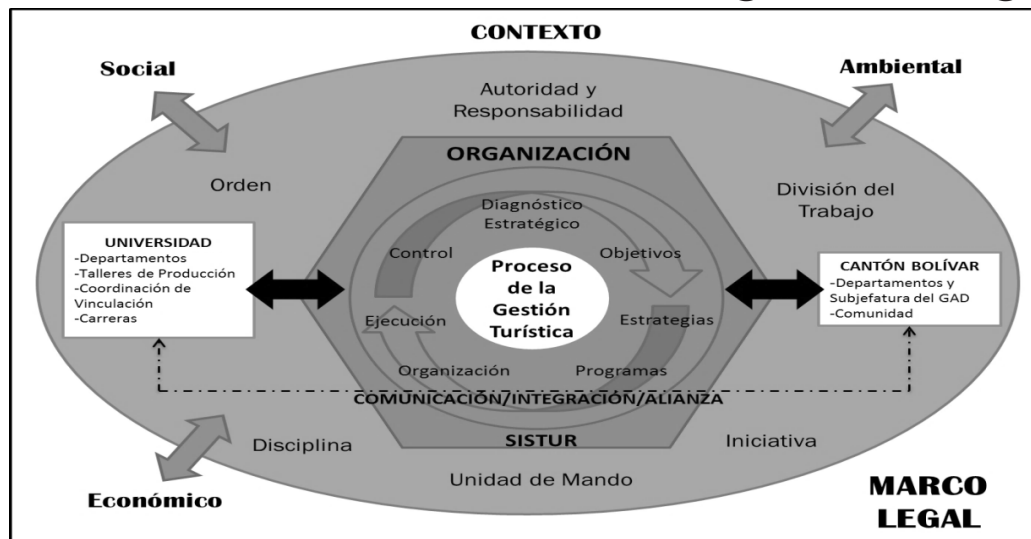 CONTEXTO
Social
Ambiental
Autoridad y
Responsabilidad
ORGANIZACIÓN
Orden
División del
Trabajo
Diagnóstico
Estratégico
Control
Objetivos
UNIVERSIDAD
-Departamentos
-Talleres de Producción
-Coordinación de
Vinculación
-Carreras
Proceso
de la
Gestión
Turística
CANTÓN BOLÍVAR
-Departamentos y
Subjefatura del GAD
-Comunidad
Ejecución
Estrategias
Organización
Programas
COMUNICACIÓN/INTEGRACIÓN/ALIANZA
Disciplina
SISTUR
Iniciativa
Unidad de Mando
Económico
MARCO
LEGAL